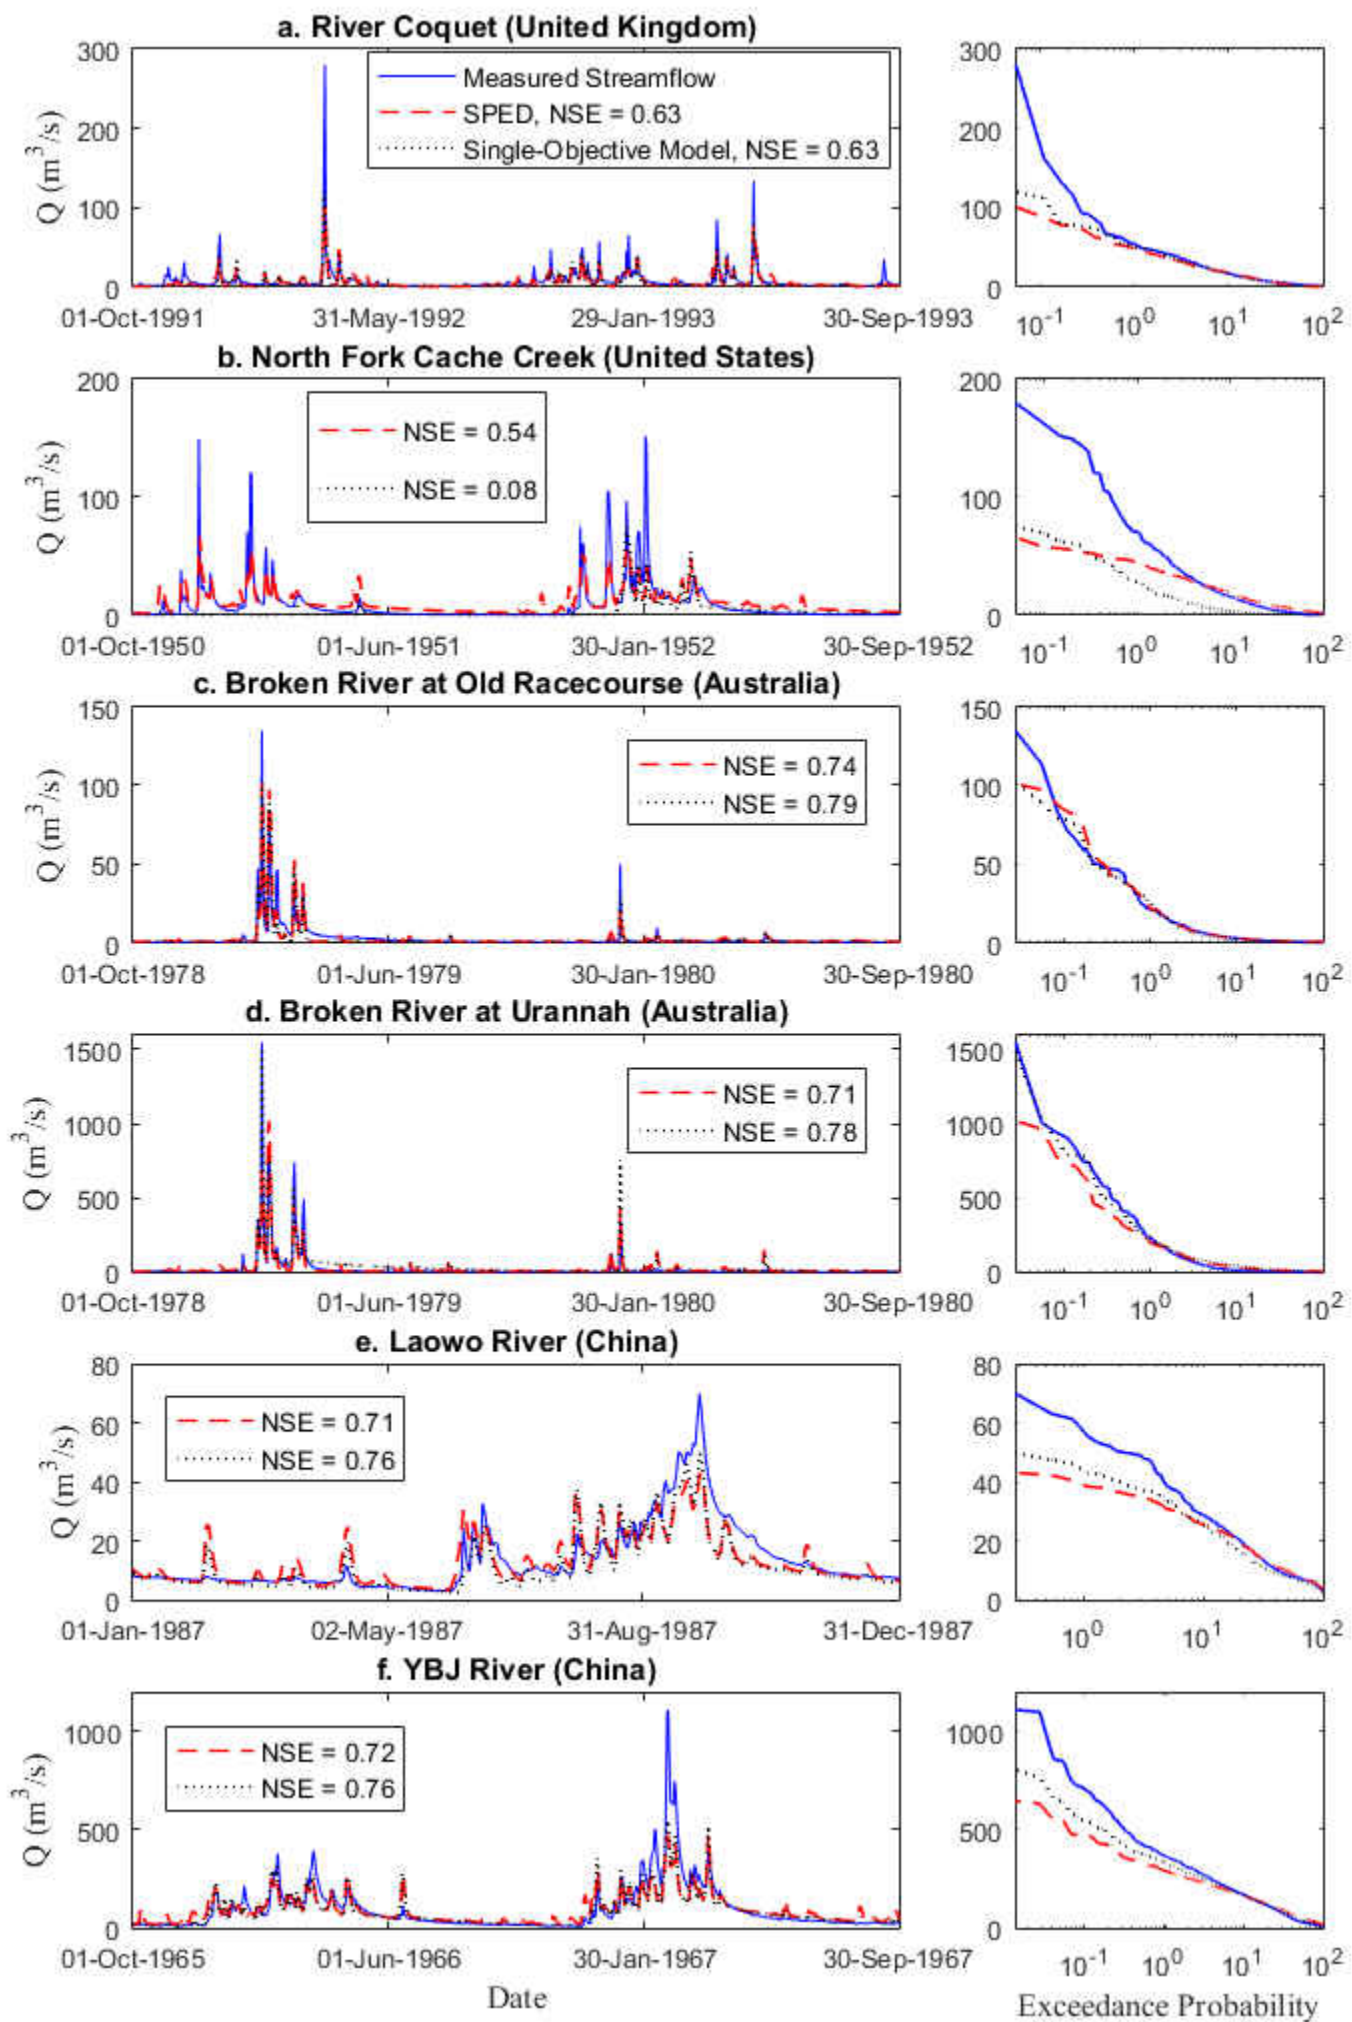 a. River Coquet (United Kingdom)
Q (m³/s)
300
200
100
0
Measured Streamflow
SPED, NSE = 0.63
Single-Objective Model, NSE = 0.63
01-Oct-1991 31-May-1992 29-Jan-1993 30-Sep-1993
300
200
100
0
10⁻¹ 10⁰ 10¹ 10²
b. North Fork Cache Creek (United States)
Q (m³/s)
200
100
0
NSE = 0.54
NSE = 0.08
01-Oct-1950 01-Jun-1951 30-Jan-1952 30-Sep-1952
200
100
0
10⁻¹ 10⁰ 10¹ 10²
c. Broken River at Old Racecourse (Australia)
Q (m³/s)
150
100
50
0
NSE = 0.74
NSE = 0.79
01-Oct-1978 01-Jun-1979 30-Jan-1980 30-Sep-1980
150
100
50
0
10⁻¹ 10⁰ 10¹ 10²
d. Broken River at Urannah (Australia)
Q (m³/s)
1500
1000
500
0
NSE = 0.71
NSE = 0.78
01-Oct-1978 01-Jun-1979 30-Jan-1980 30-Sep-1980
1500
1000
500
0
10⁻¹ 10⁰ 10¹ 10²
e. Laowo River (China)
Q (m³/s)
80
60
40
20
0
NSE = 0.71
NSE = 0.76
01-Jan-1987 02-May-1987 31-Aug-1987 31-Dec-1987
80
60
40
20
0
10⁰ 10¹ 10²
f. YBJ River (China)
Q (m³/s)
1000
500
0
NSE = 0.72
NSE = 0.76
01-Oct-1965 01-Jun-1966 30-Jan-1967 30-Sep-1967
Date
1000
500
0
10⁻¹ 10⁰ 10¹ 10²
Exceedance Probability